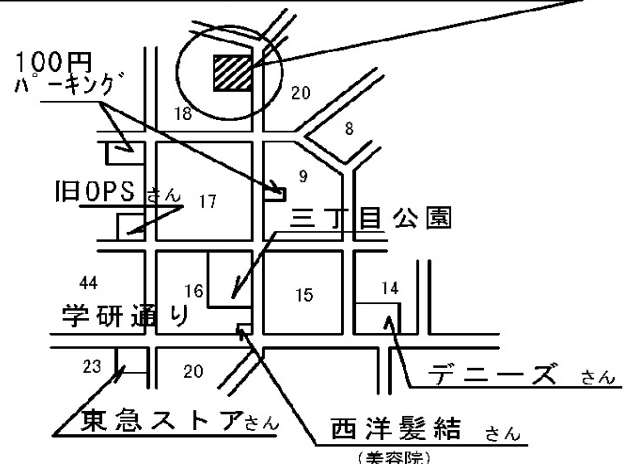 100円
パーキング
18
20
8
旧OPSさん
17
9
三丁目公園
44
16
15
14
学研通り
23
20
デニーズ さん
東急ストアさん
西洋髪結 さん
(美容院)